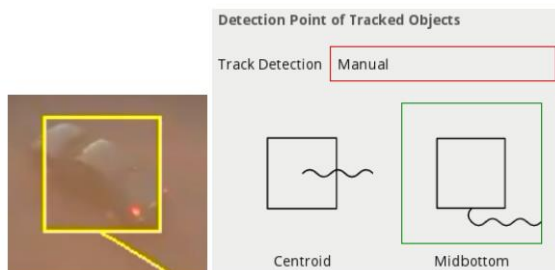 Detection Point of Tracked Objects
Track Detection Manual
Centroid Midbottom